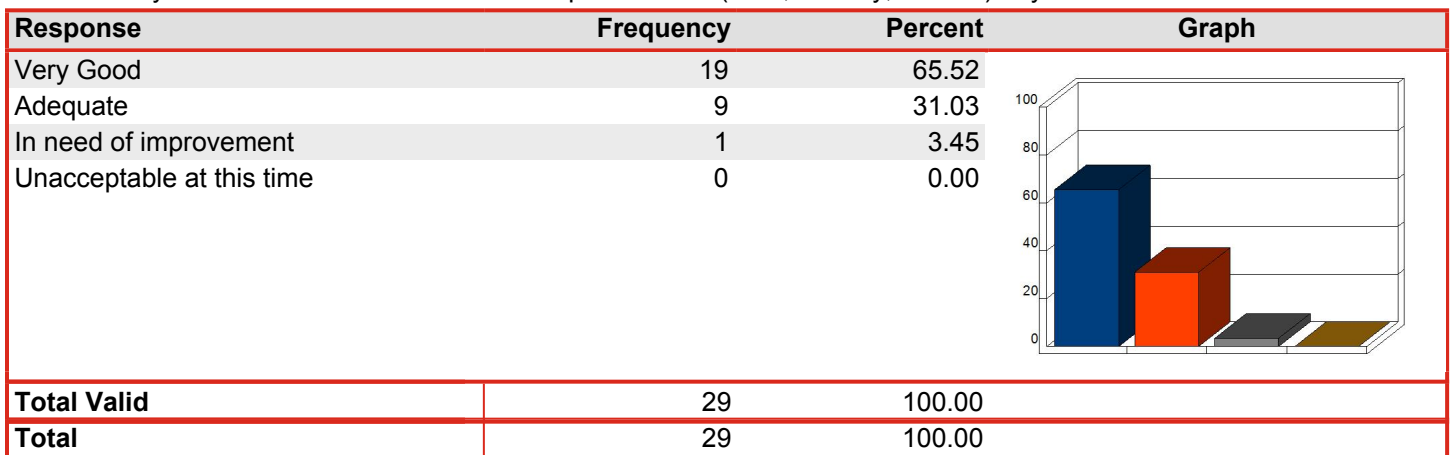 Response Frequency Percent Graph
Very Good 19 65.52
Adequate 9 31.03
In need of improvement 1 3.45
Unacceptable at this time 0 0.00
100
80
60
40
20
0
Total Valid 29 100.00
Total 29 100.00